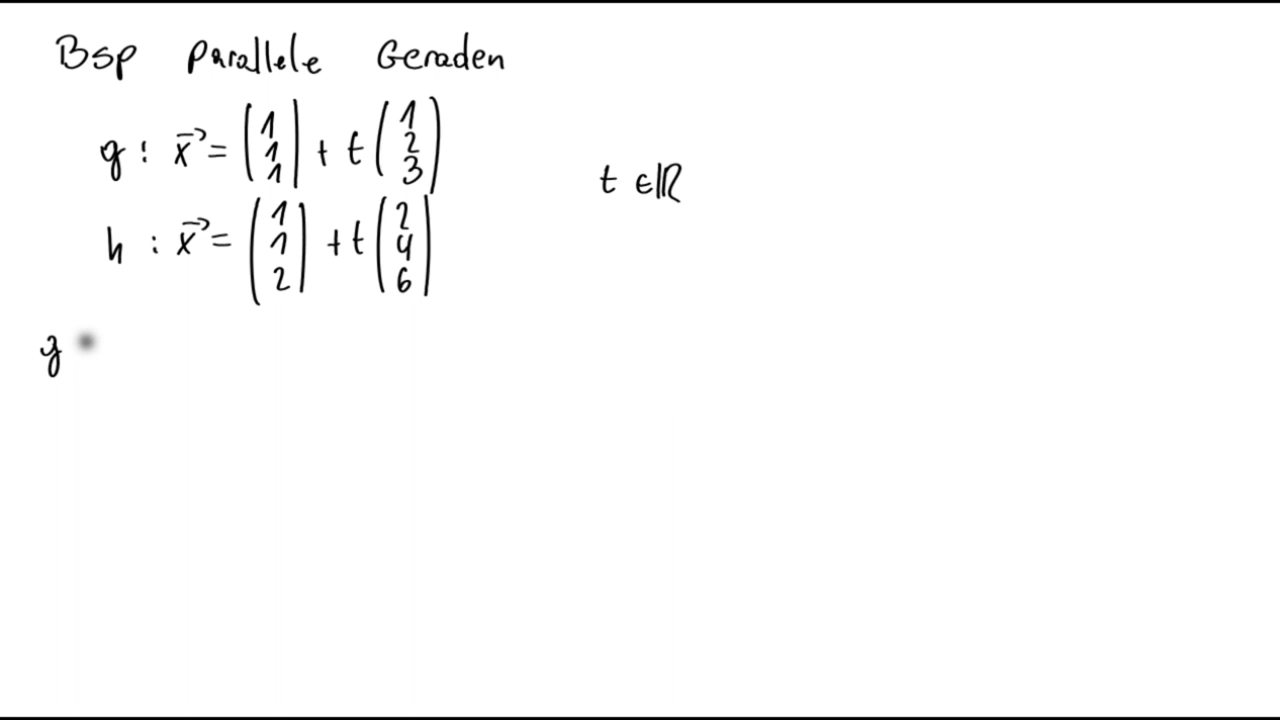 Bsp Parallele Geraden
g : x⃗ = (1 1 1) + t (1 2 3) t ∈ ℝ
h : x⃗ = (1 1 2) + t (2 4 6)
g